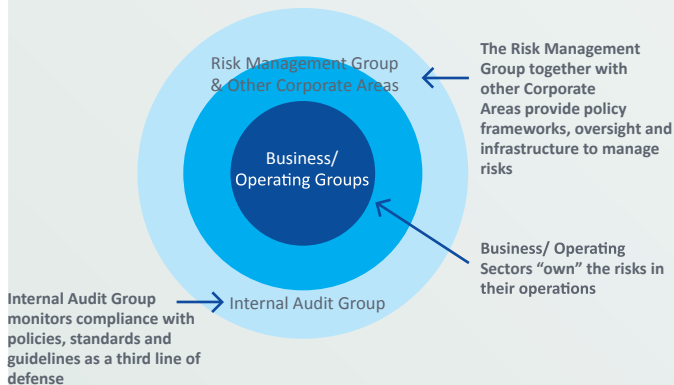 Risk Management Group
& Other Corporate Areas
Business/
Operating Groups
Internal Audit Group
The Risk Management
Group together with
other Corporate
Areas provide policy
frameworks, oversight and
infrastructure to manage
risks
Business/ Operating
Sectors “own” the risks in
their operations
Internal Audit Group
monitors compliance with
policies, standards and
guidelines as a third line of
defense